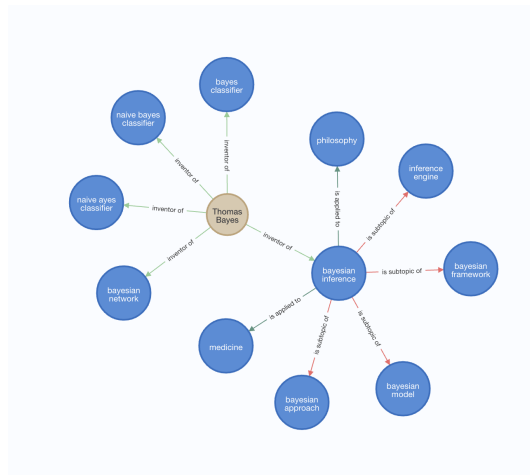 bayes
classifier
naive bayes
classifier
inventor of
inventor of
philosophy
inference
engine
naive ayes
classifier
inventor of
Thomas
Bayes
is applied to
is subtopic of
inventor of
inventor of
bayesian
network
bayesian
inference
is subtopic of
bayesian
framework
is applied to
medicine
is subtopic of
is subtopic of
bayesian
approach
bayesian
model